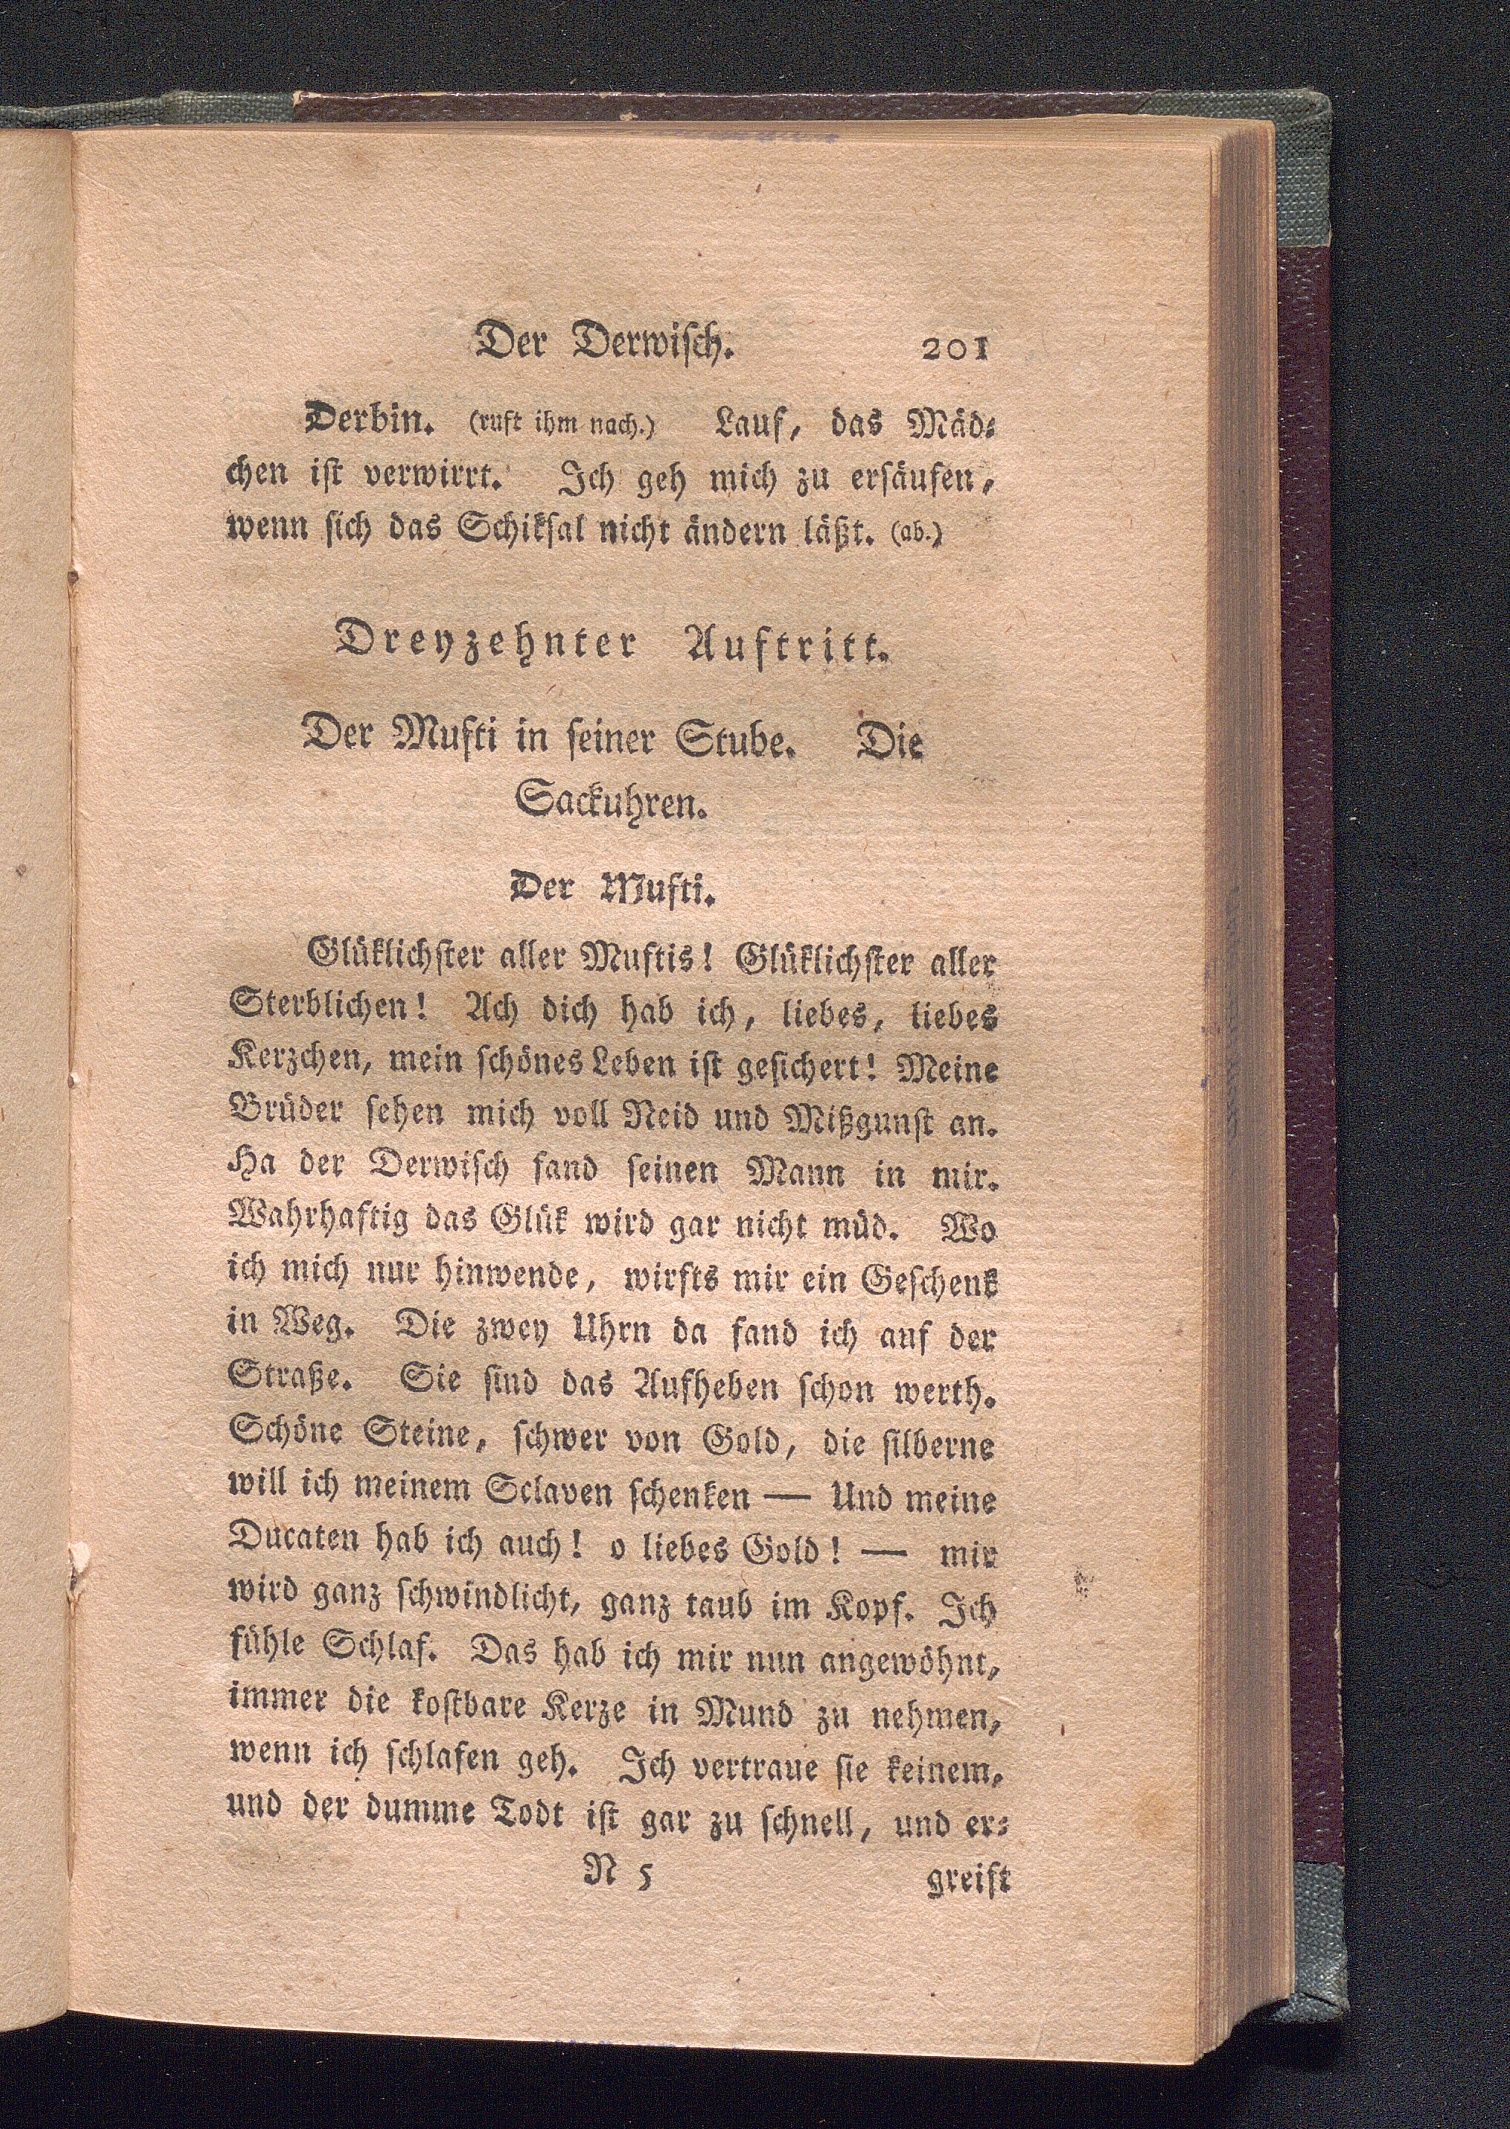 Der Derwiſch. 201
Derbin. (ruft ihm nach.) Lauf, das Mäd⸗
chen iſt verwirrt. Ich geh mich zu erſäufen,
wenn ſich das Schikſal nicht ändern läßt. (ab.)
Dreyzehnter Auftritt.
Der Mufti in ſeiner Stube. Die
Sackuhren.
Der Mufti.
Glüklichſter aller Muftis! Glüklichſter aller
Sterblichen! Ach dich hab ich, liebes, liebes
Kerzchen, mein ſchönes Leben iſt geſichert! Meine
Brüder ſehen mich voll Neid und Mißgunſt an.
Ha der Derwiſch fand ſeinen Mann in mir.
Wahrhaftig das Glük wird gar nicht müd. Wo
ich mich nur hinwende, wirfts mir ein Geſchenk
in Weg. Die zwey Uhrn da fand ich auf der
Straße. Sie ſind das Aufheben ſchon werth.
Schöne Steine, ſchwer von Gold, die ſilberne
will ich meinem Sclaven ſchenken — Und meine
Ducaten hab ich auch! o liebes Gold! — mir
wird ganz ſchwindlicht, ganz taub im Kopf. Ich
fühle Schlaf. Das hab ich mir nun angewöhnt,
immer die koſtbare Kerze in Mund zu nehmen,
wenn ich ſchlafen geh. Ich vertraue ſie keinem,
und der dumme Todt iſt gar zu ſchnell, und er⸗
N 5 greift